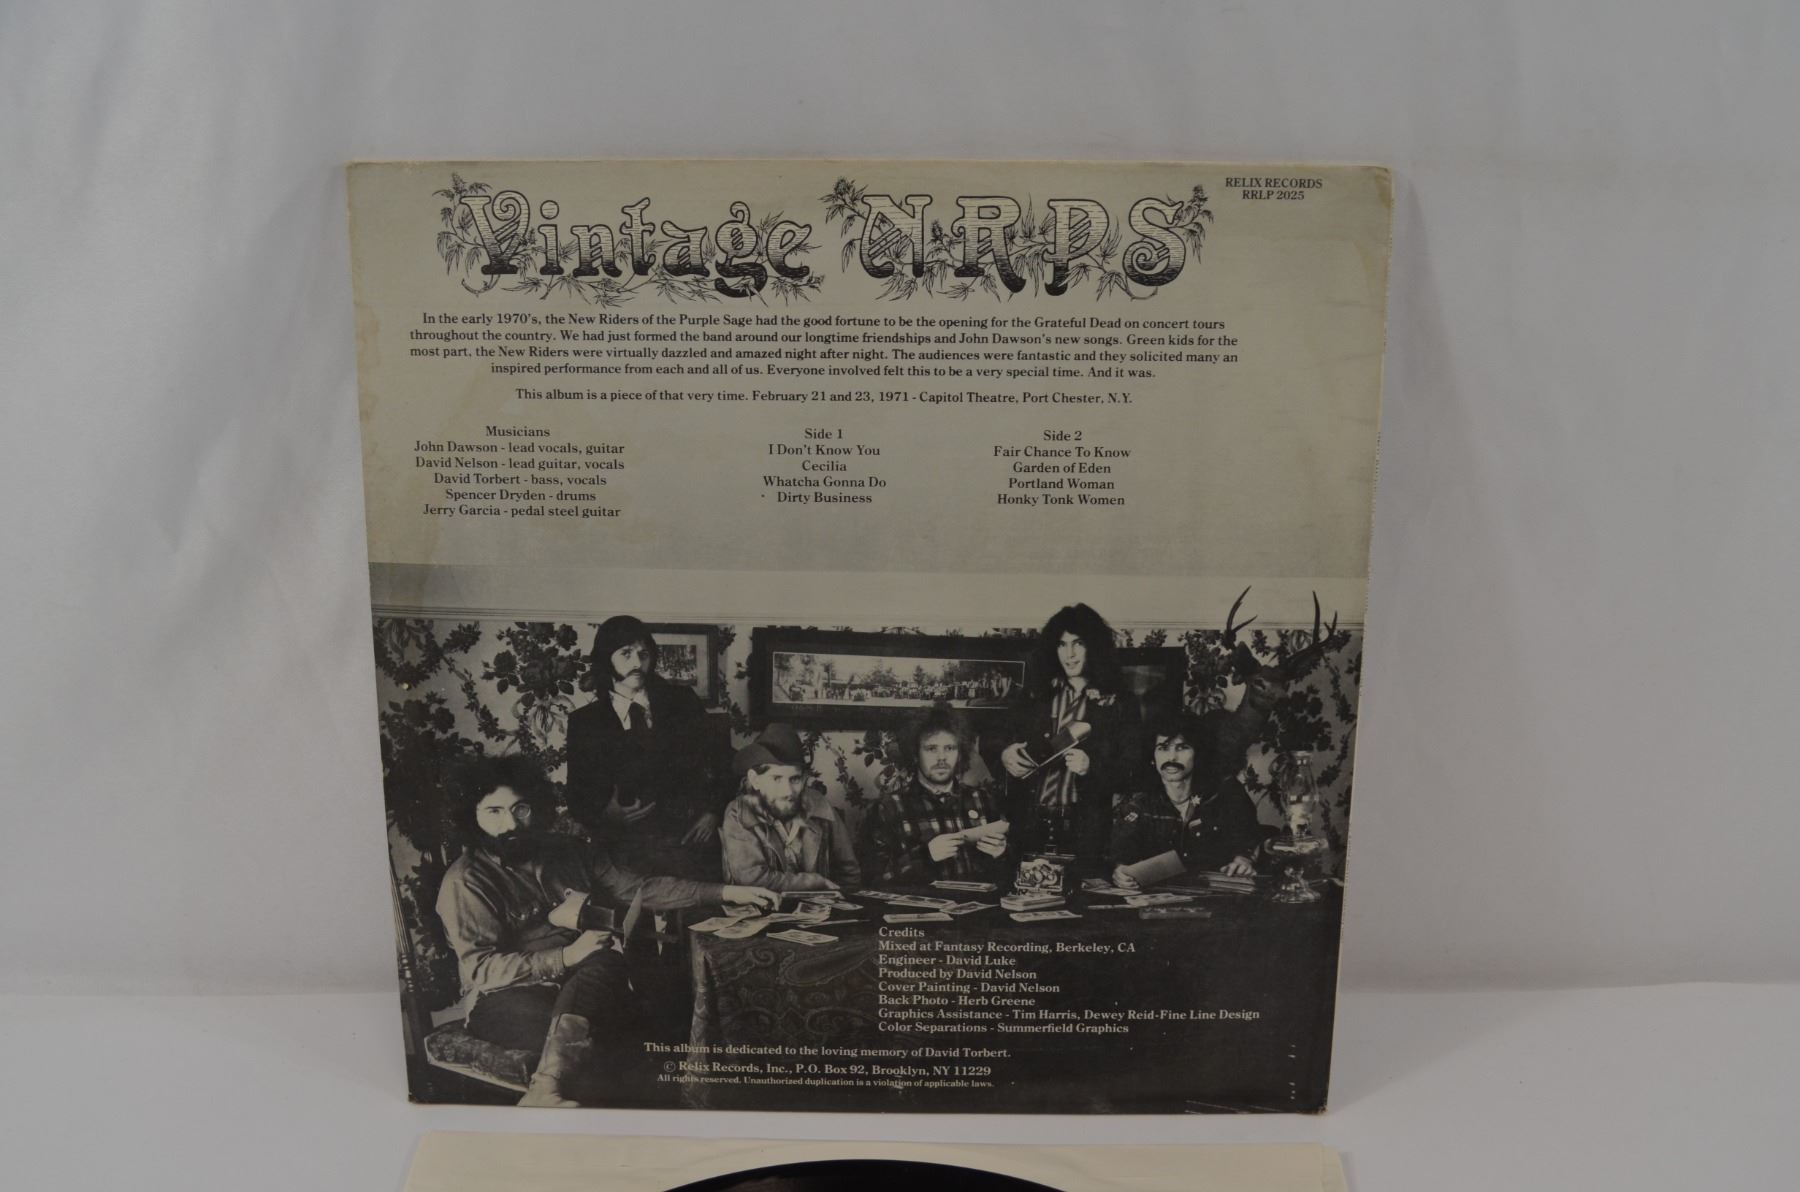 Vintage NRPS
RELIX RECORDS
RRLP 2025
In the early 1970's, the New Riders of the Purple Sage had the good fortune to be the opening for the Grateful Dead on concert tours
throughout the country. We had just formed the band around our longtime friendships and John Dawson's new songs. Green kids for the
most part, the New Riders were virtually dazzled and amazed night after night. The audiences were fantastic and they solicited many an
inspired performance from each and all of us. Everyone involved felt this to be a very special time. And it was.
This album is a piece of that very time. February 21 and 23, 1971 - Capitol Theatre, Port Chester, N.Y.
Musicians
John Dawson - lead vocals, guitar
David Nelson - lead guitar, vocals
David Torbert - bass, vocals
Spencer Dryden - drums
Jerry Garcia - pedal steel guitar
Side 1
I Don't Know You
Cecilia
Whatcha Gonna Do
Dirty Business
Side 2
Fair Chance To Know
Garden of Eden
Portland Woman
Honky Tonk Women
Credits
Mixed at Fantasy Recording, Berkeley, CA
Engineer - David Luke
Produced by David Nelson
Cover Painting - David Nelson
Back Photo - Herb Greene
Graphics Assistance - Tim Harris, Dewey Reid-Fine Line Design
Color Separations - Summerfield Graphics
This album is dedicated to the loving memory of David Torbert.
© Relix Records, Inc., P.O. Box 92, Brooklyn, NY 11229
All rights reserved. Unauthorized duplication is a violation of applicable laws.